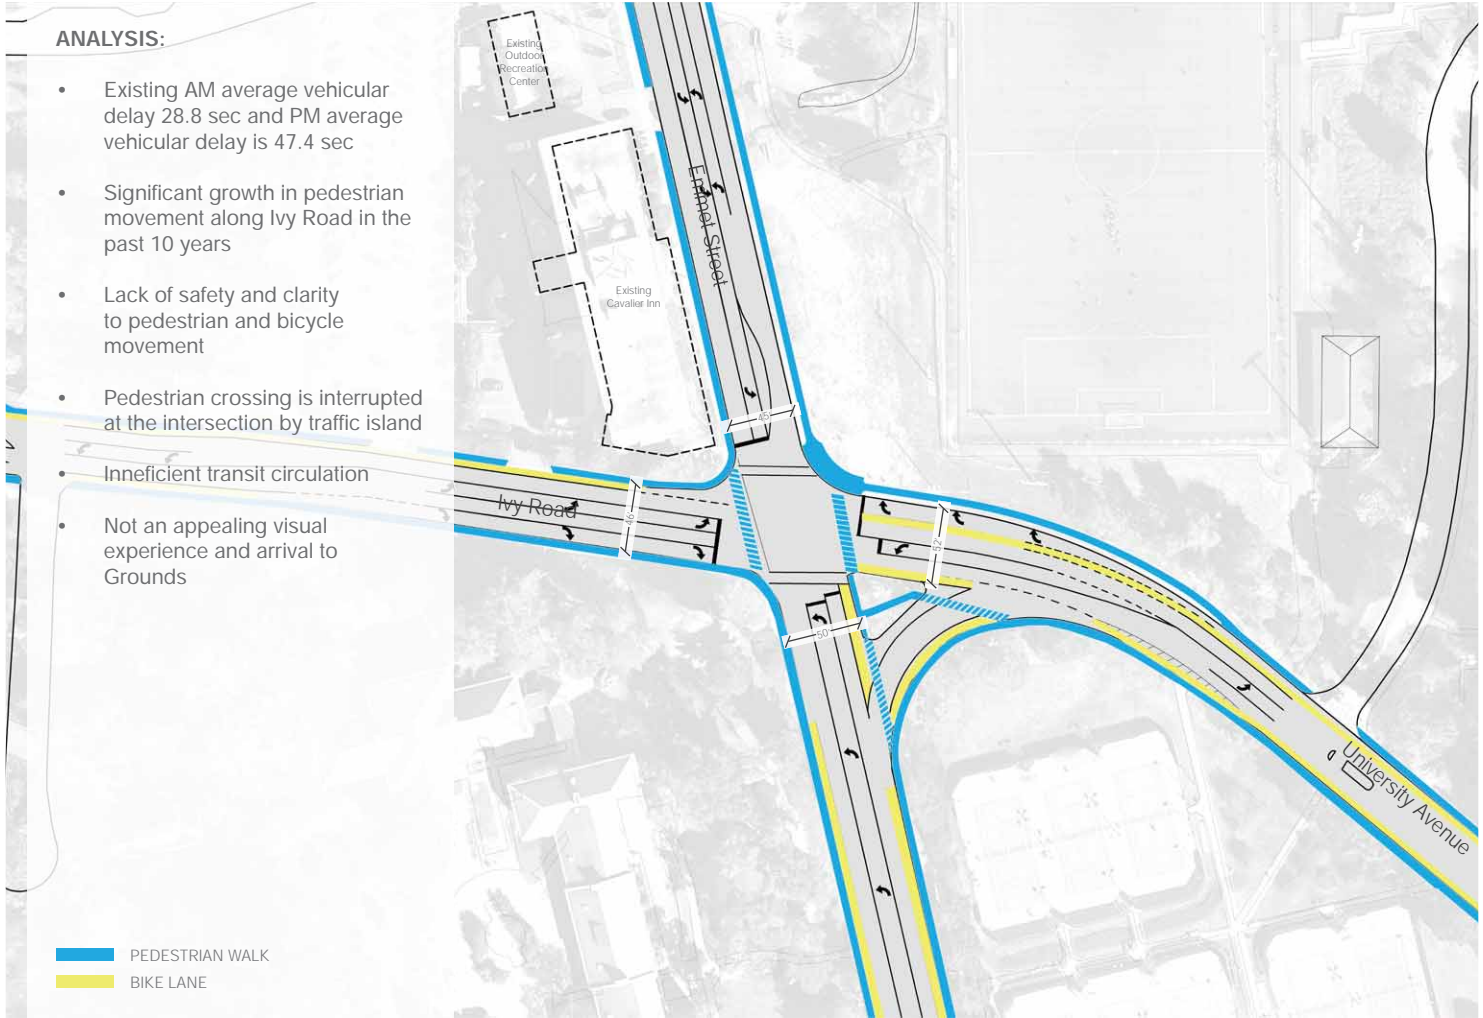 ANALYSIS:
• Existing AM average vehicular
delay 28.8 sec and PM average
vehicular delay is 47.4 sec
• Significant growth in pedestrian
movement along Ivy Road in the
past 10 years
• Lack of safety and clarity
to pedestrian and bicycle
movement
• Pedestrian crossing is interrupted
at the intersection by traffic island
• Inneficient transit circulation
• Not an appealing visual
experience and arrival to
Grounds
PEDESTRIAN WALK
BIKE LANE
Existing
Outdoor
Recreation
Center
Emmet Street
Existing
Cavalier Inn
45'
Ivy Road
46'
52'
50'
University Avenue